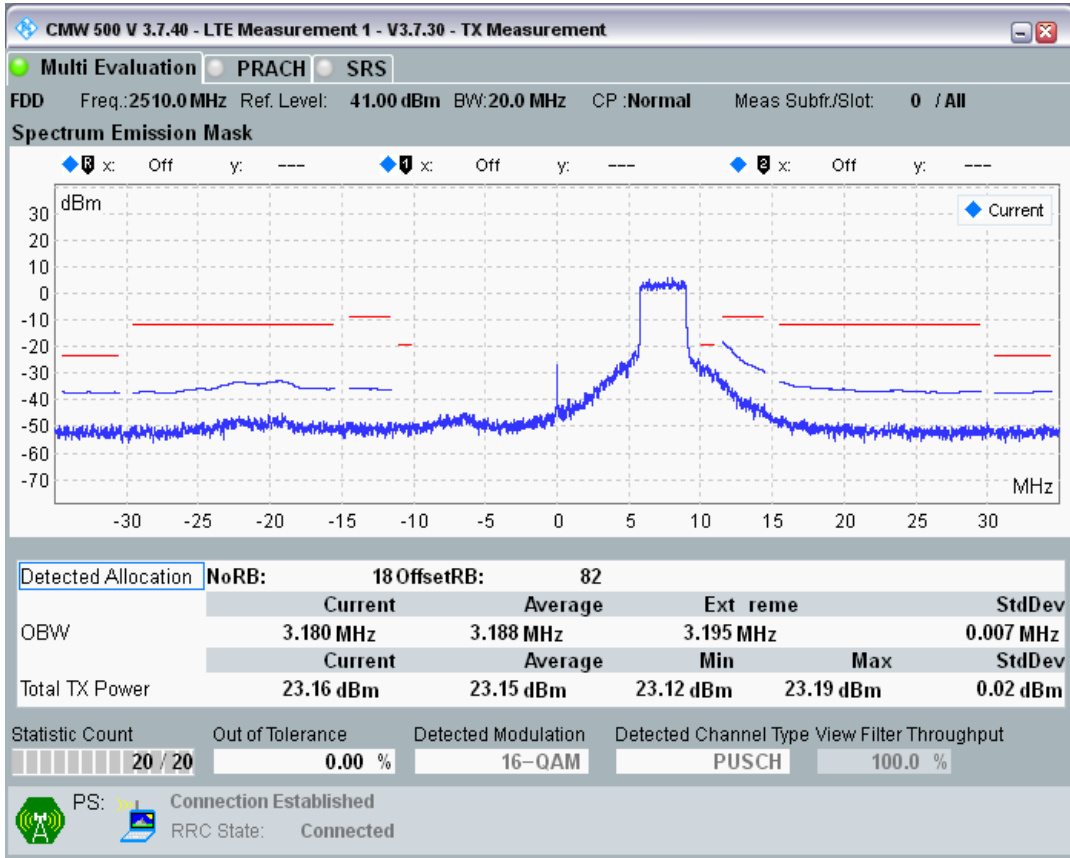 CMW 500 V 3.7.40 - LTE Measurement 1 - V3.7.30 - TX Measurement
Multi Evaluation PRACH SRS
FDD Freq.:2510.0 MHz Ref. Level: 41.00 dBm BW:20.0 MHz CP :Normal Meas Subfr./Slot: 0 / All
Spectrum Emission Mask
R x: Off y: --- 1 x: Off y: --- 2 x: Off y: ---
dBm
Current
30
20
10
0
-10
-20
-30
-40
-50
-60
-70
MHz
-30 -25 -20 -15 -10 -5 0 5 10 15 20 25 30
Detected Allocation NoRB: 18 OffsetRB: 82
Current Average Ext reme StdDev
OBW 3.180 MHz 3.188 MHz 3.195 MHz 0.007 MHz
Current Average Min Max StdDev
Total TX Power 23.16 dBm 23.15 dBm 23.12 dBm 23.19 dBm 0.02 dBm
Statistic Count Out of Tolerance Detected Modulation Detected Channel Type View Filter Throughput
20 / 20 0.00 % 16-QAM PUSCH 100.0 %
PS: Connection Established
RRC State: Connected